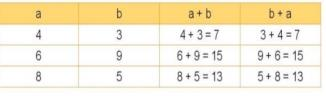 a b a + b b + a
4 3 4 + 3 = 7 3 + 4 = 7
6 9 6 + 9 = 15 9 + 6 = 15
8 5 8 + 5 = 13 5 + 8 = 13